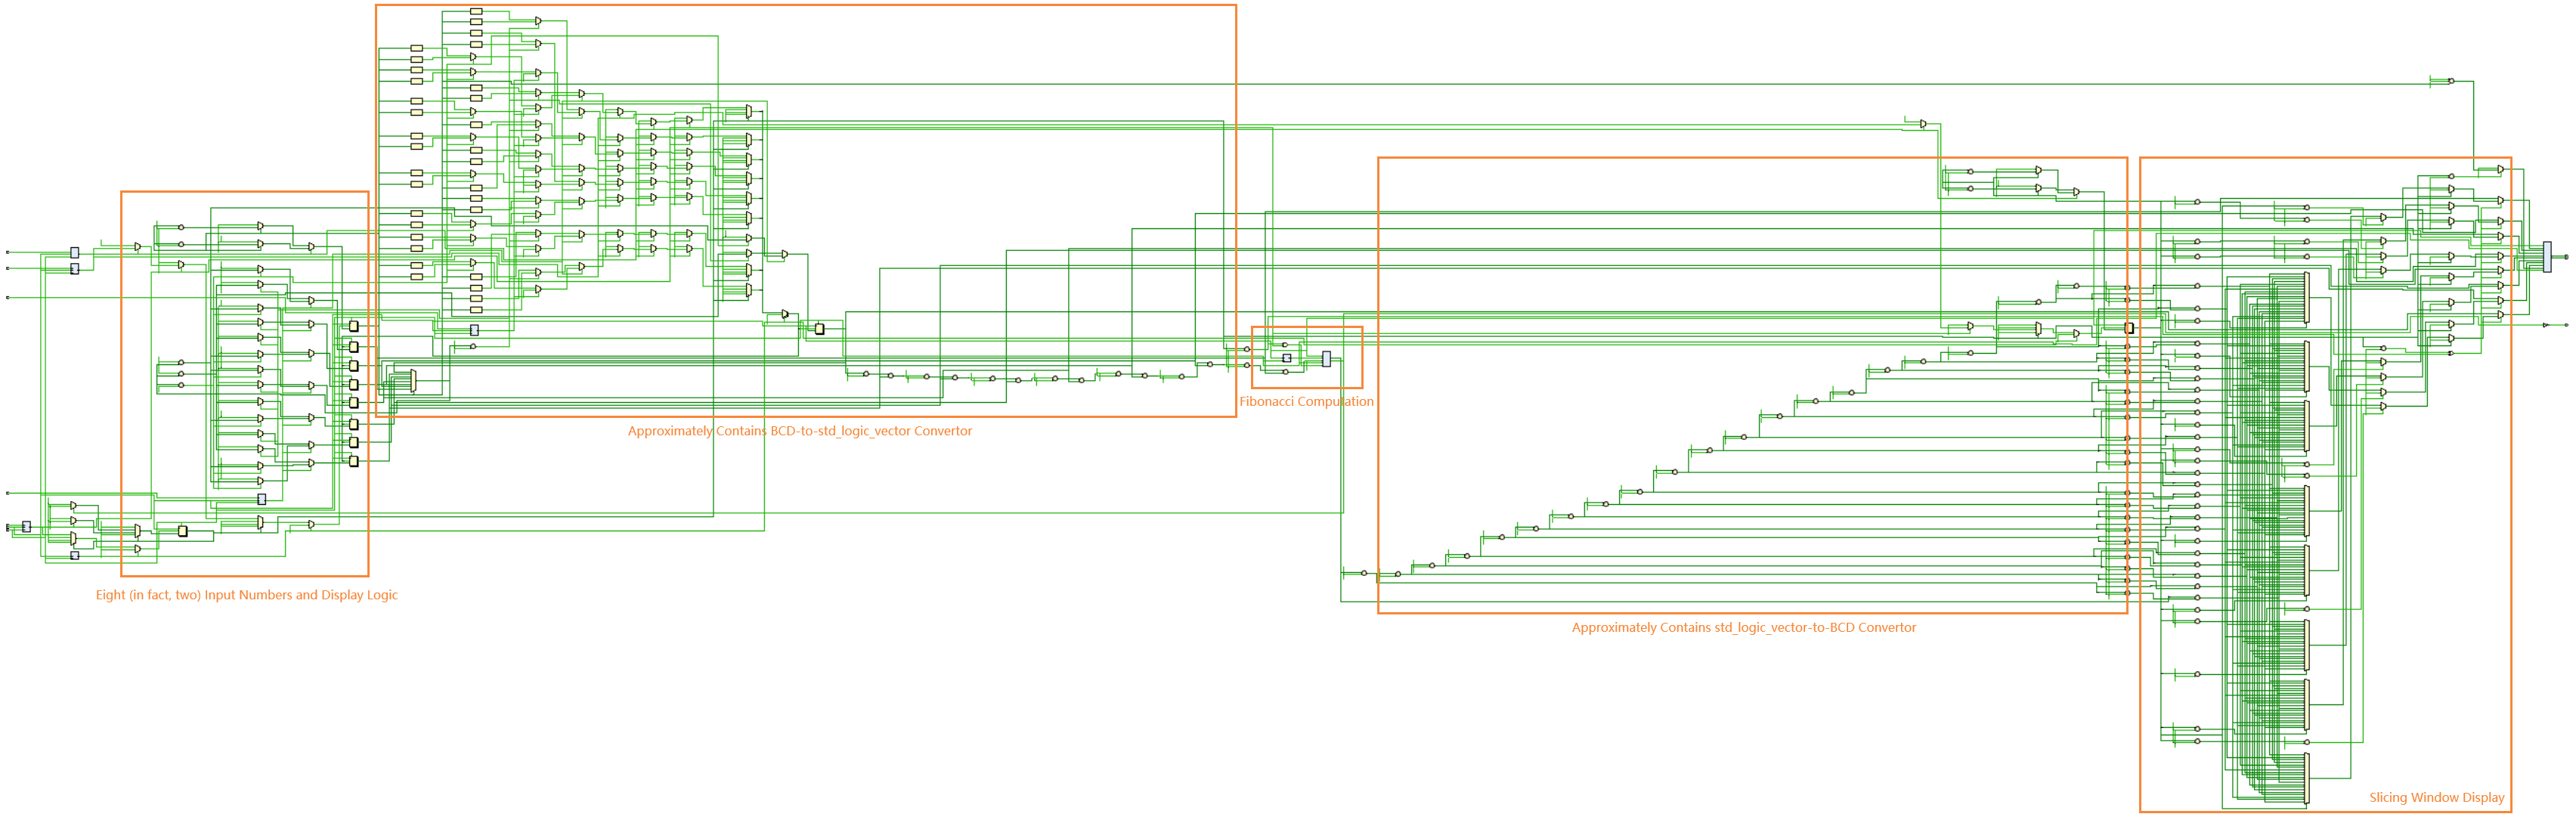 Fibonacci Compulation
Approximately Contains BCD-to-std_logic_vector Convertor
Eight (in fact, two) Input Numbers and Display Logic
Approximately Contains std_logic_vector-to-BCD Convertor
Slicing Window Display